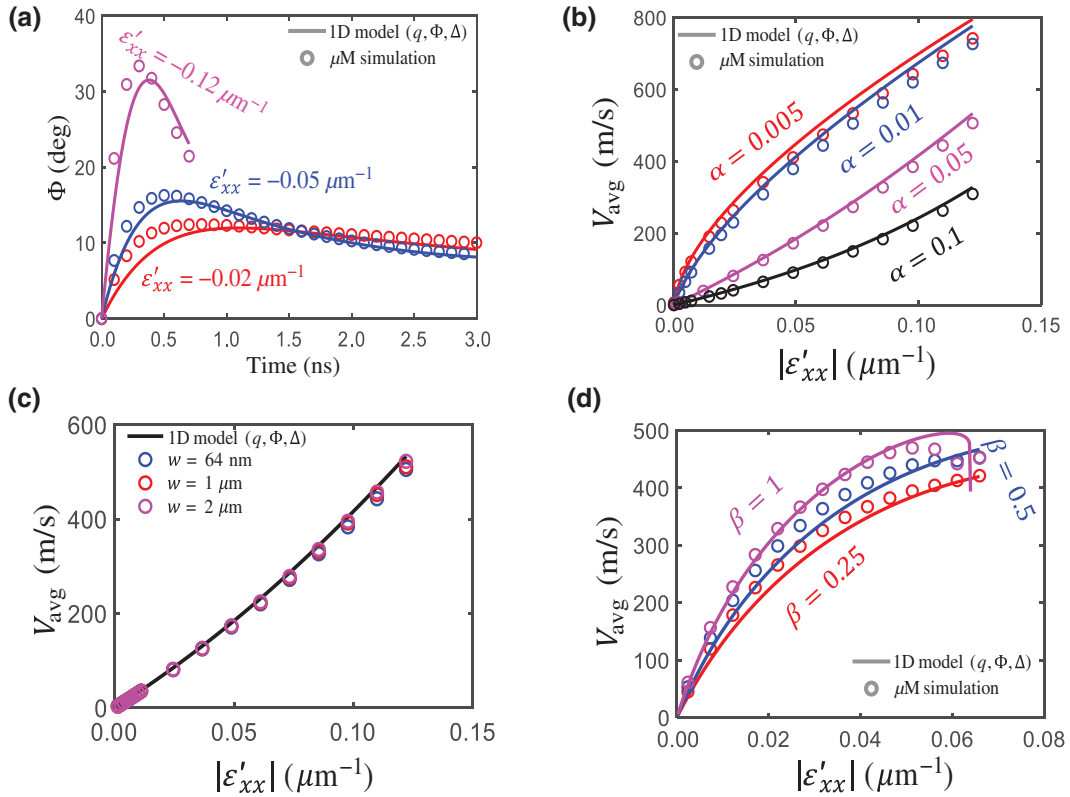 (a)
40
30
20
10
0
Φ (deg)
0.0 0.5 1.0 1.5 2.0 2.5 3.0
Time (ns)
1D model (q, Φ, Δ)
μM simulation
ε′xx = −0.12 μm⁻¹
ε′xx = −0.05 μm⁻¹
ε′xx = −0.02 μm⁻¹
(b)
800
600
400
200
0
Vavg (m/s)
0.00 0.05 0.10 0.15
|ε′xx| (μm⁻¹)
1D model (q, Φ, Δ)
μM simulation
α = 0.005
α = 0.01
α = 0.05
α = 0.1
(c)
600
400
200
0
Vavg (m/s)
0.00 0.05 0.10 0.15
|ε′xx| (μm⁻¹)
1D model (q, Φ, Δ)
w = 64 nm
w = 1 μm
w = 2 μm
(d)
500
400
300
200
100
0
Vavg (m/s)
0.00 0.02 0.04 0.06 0.08
|ε′xx| (μm⁻¹)
β = 1
β = 0.5
β = 0.25
1D model (q, Φ, Δ)
μM simulation